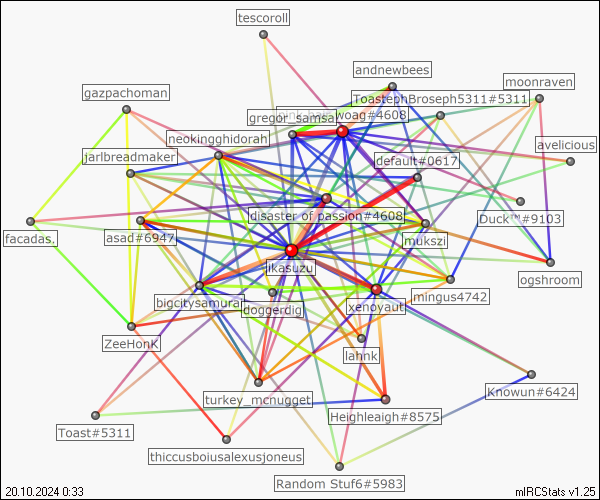 tescoroll
andnewbees
moonraven
gazpachoman
ToastephBroseph5311#5311
gregor_samsa
woag#4608
neokingghidorah
avelicious
jarlbreadmaker
default#0617
disaster of passion#4608
Duck™#9103
facadas.
asad#6947
mukszi
ikasuzu
ogshroom
bigcitysamurai
doggerdig
xenoyaut
mingus4742
ZeeHonK
lahnk
turkey_mcnugget
Knowun#6424
Heighleigh#8575
Toast#5311
thiccusboiusalexusjoneus
Random Stuf6#5983
20.10.2024 0:33
mIRCStats v1.25